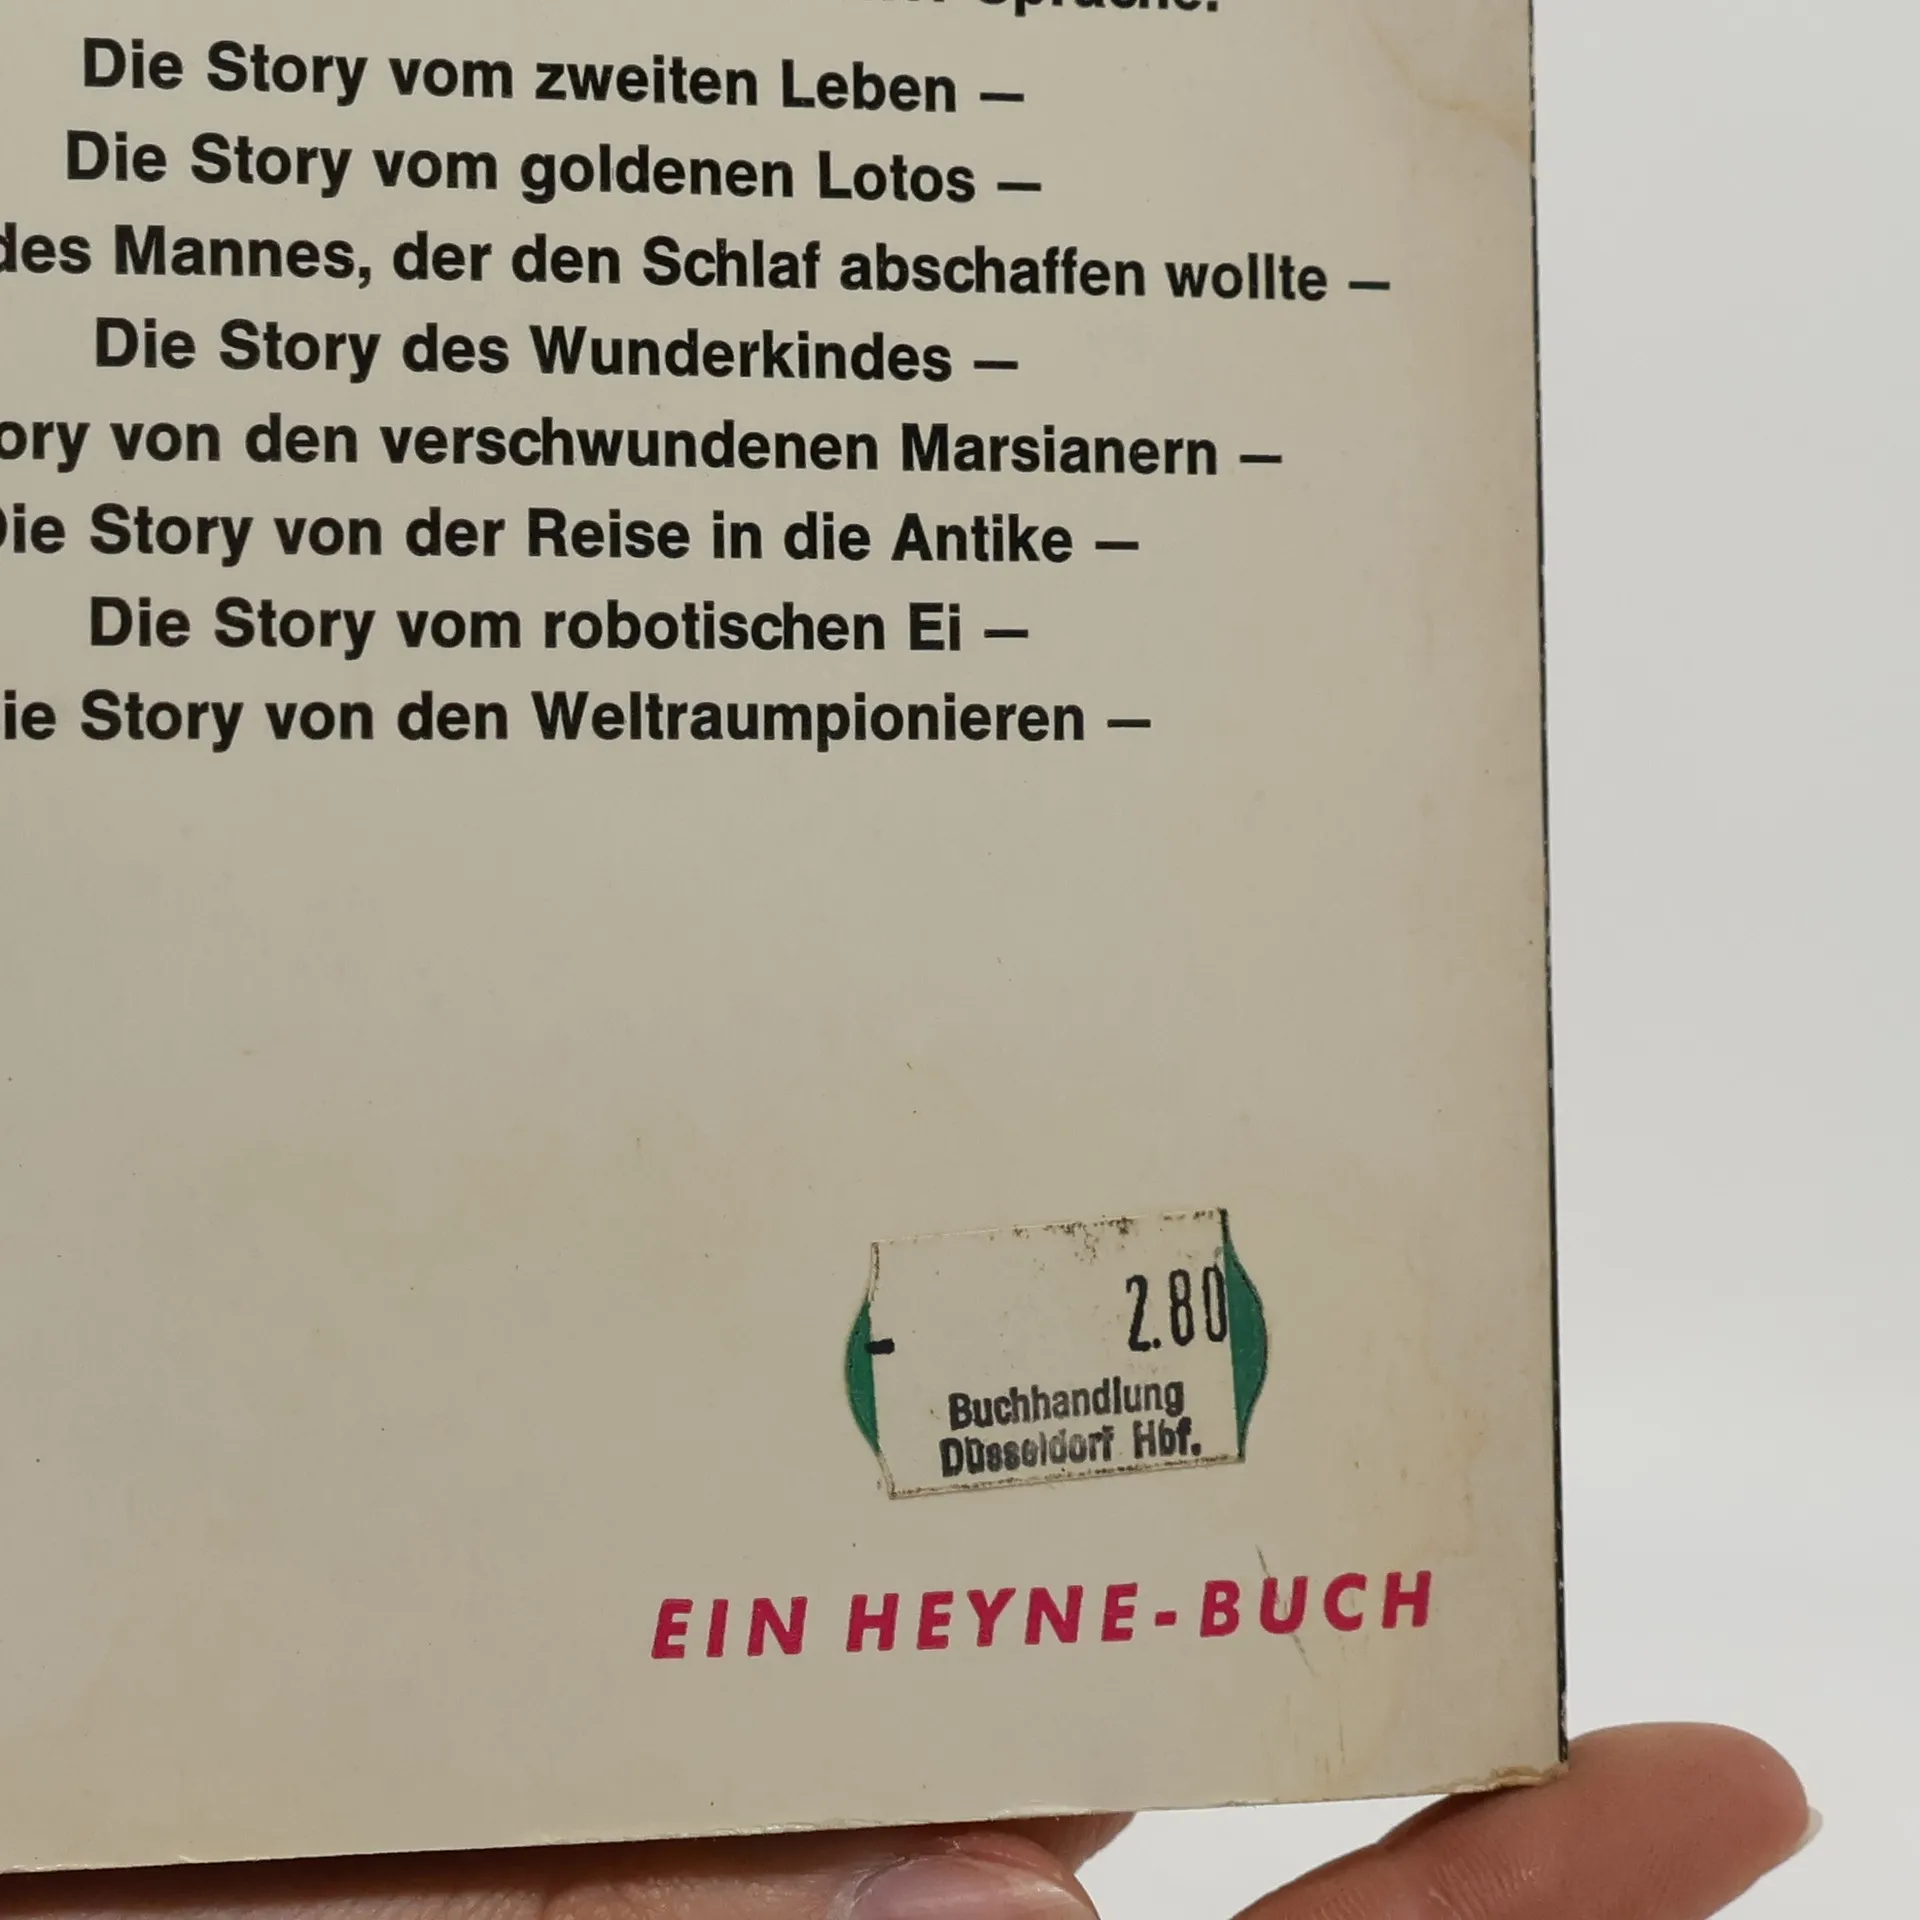 Sprache.
Die Story vom zweiten Leben —
Die Story vom goldenen Lotos —
des Mannes, der den Schlaf abschaffen wollte —
Die Story des Wunderkindes —
ory von den verschwundenen Marsianern —
Die Story von der Reise in die Antike —
Die Story vom robotischen Ei —
ie Story von den Weltraumpionieren —
- 2.80
Buchhandlung
Düsseldorf Hbf.
EIN HEYNE-BUCH